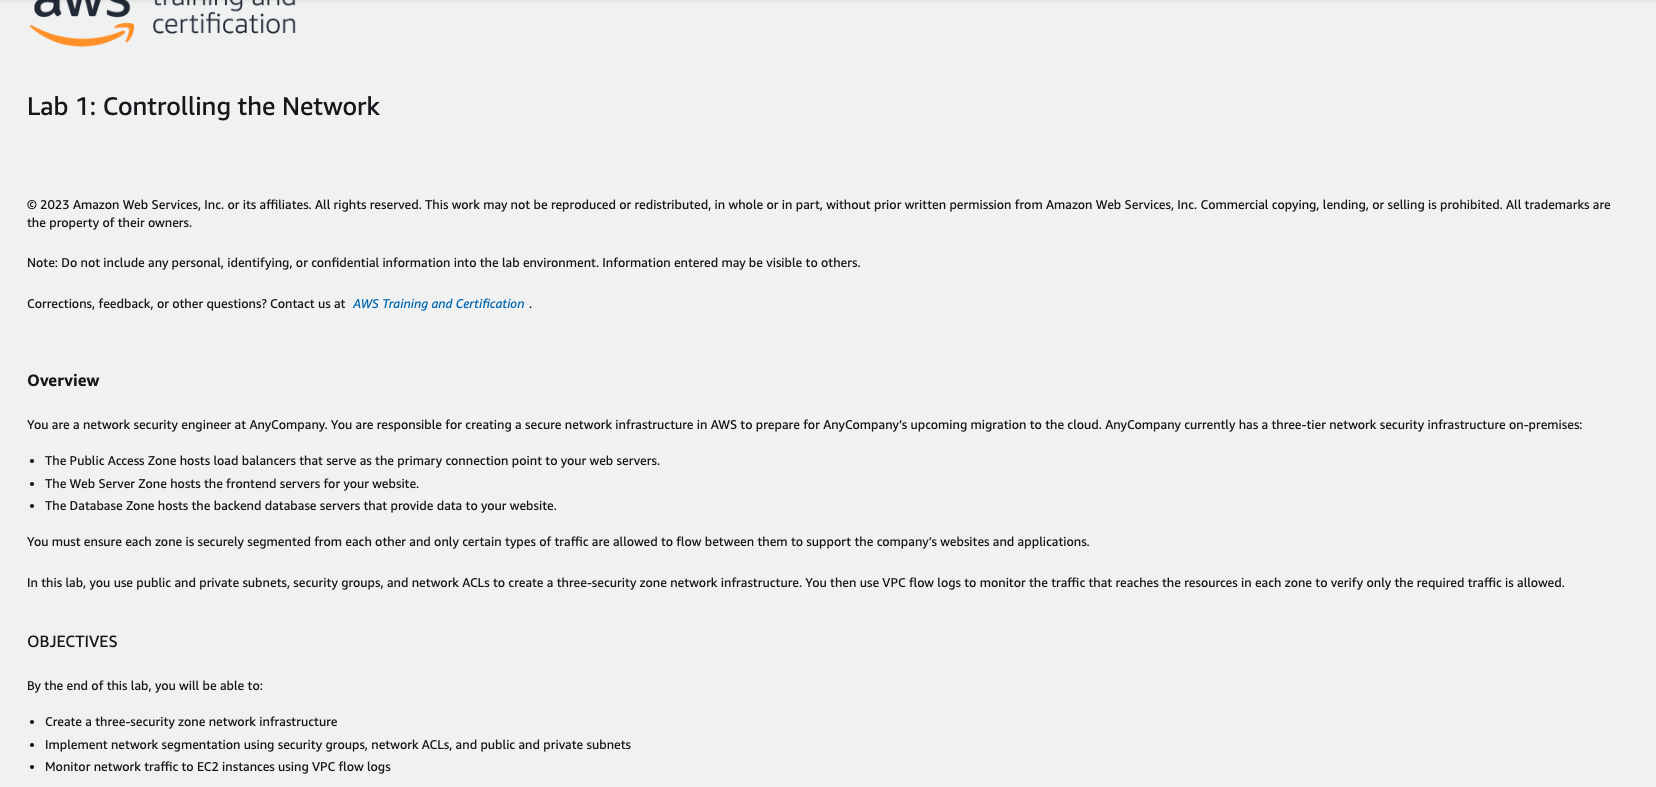 aws training and
certification
Lab 1: Controlling the Network
© 2023 Amazon Web Services, Inc. or its affiliates. All rights reserved. This work may not be reproduced or redistributed, in whole or in part, without prior written permission from Amazon Web Services, Inc. Commercial copying, lending, or selling is prohibited. All trademarks are
the property of their owners.
Note: Do not include any personal, identifying, or confidential information into the lab environment. Information entered may be visible to others.
Corrections, feedback, or other questions? Contact us at AWS Training and Certification .
Overview
You are a network security engineer at AnyCompany. You are responsible for creating a secure network infrastructure in AWS to prepare for AnyCompany’s upcoming migration to the cloud. AnyCompany currently has a three-tier network security infrastructure on-premises:
• The Public Access Zone hosts load balancers that serve as the primary connection point to your web servers.
• The Web Server Zone hosts the frontend servers for your website.
• The Database Zone hosts the backend database servers that provide data to your website.
You must ensure each zone is securely segmented from each other and only certain types of traffic are allowed to flow between them to support the company’s websites and applications.
In this lab, you use public and private subnets, security groups, and network ACLs to create a three-security zone network infrastructure. You then use VPC flow logs to monitor the traffic that reaches the resources in each zone to verify only the required traffic is allowed.
OBJECTIVES
By the end of this lab, you will be able to:
• Create a three-security zone network infrastructure
• Implement network segmentation using security groups, network ACLs, and public and private subnets
• Monitor network traffic to EC2 instances using VPC flow logs